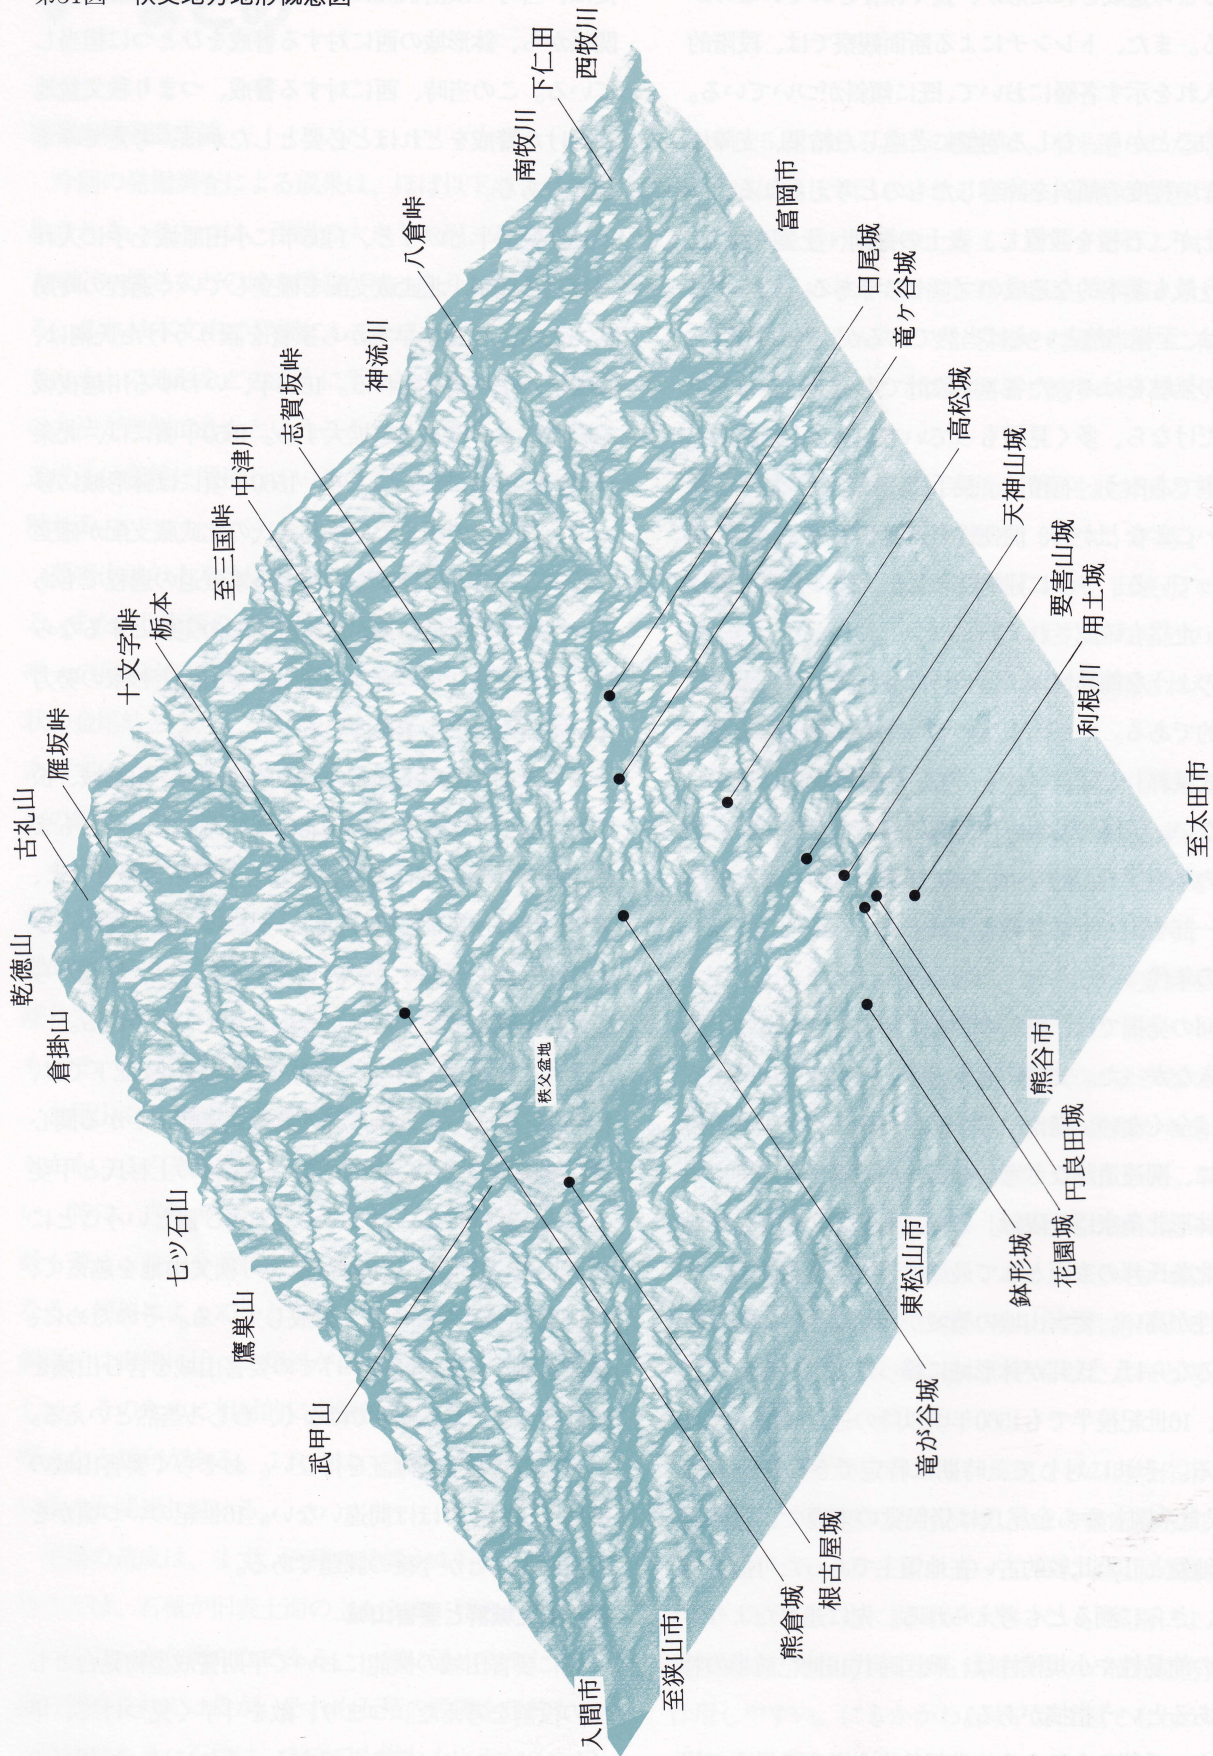 第31図 秩父地方地形概念図
西牧川
下仁田
南牧川
八倉峠
神流川
志賀坂峠
中津川
至三国峠
栃本
十文字峠
雁坂峠
古礼山
乾徳山
倉掛山
七ツ石山
鷹巣山
武甲山
秩父盆地
富岡市
日尾城
竜ヶ谷城
高松城
天神山城
要害山城
用土城
利根川
至太田市
熊谷市
円良田城
花園城
鉢形城
東松山市
竜が谷城
根古屋城
熊倉城
至狭山市
入間市